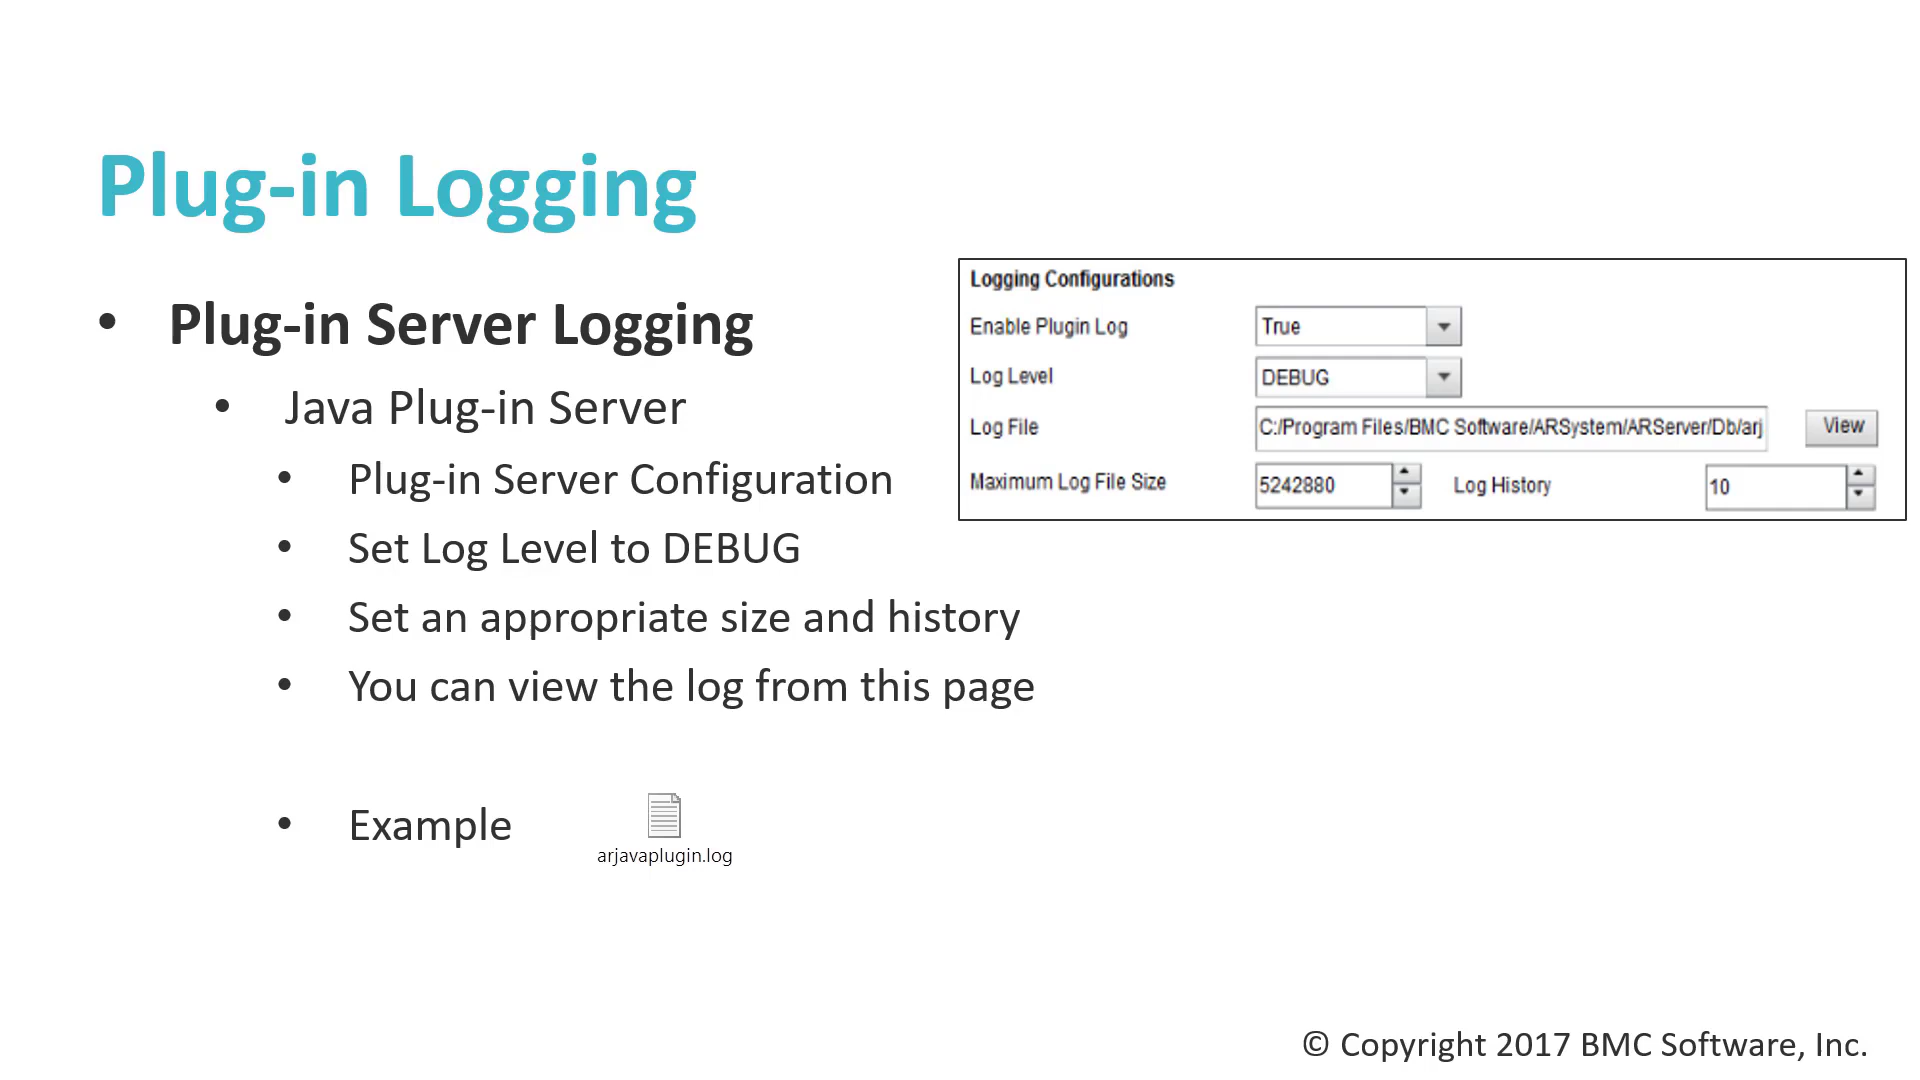 Plug-in Logging
• Plug-in Server Logging
• Java Plug-in Server
• Plug-in Server Configuration
• Set Log Level to DEBUG
• Set an appropriate size and history
• You can view the log from this page
• Example
arjavaplugin.log
Logging Configurations
Enable Plugin Log True
Log Level DEBUG
Log File C:/Program Files/BMC Software/ARSystem/ARServer/Db/arj View
Maximum Log File Size 5242880 Log History 10
© Copyright 2017 BMC Software, Inc.